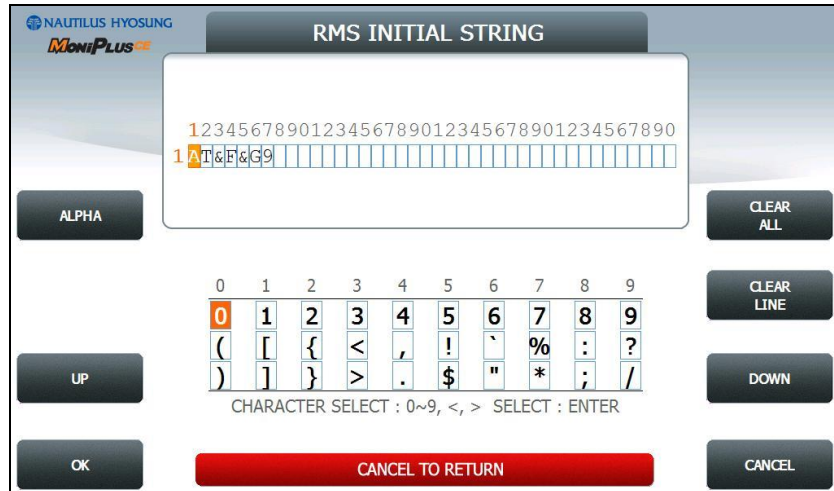 NAUTILUS HYOSUNG
MONIPLUSCE
RMS INITIAL STRING
1234567890123456789012345678901234567890
1 AT&F&G9
ALPHA
CLEAR
ALL
0 1 2 3 4 5 6 7 8 9
0 1 2 3 4 5 6 7 8 9
( [ { < , ! ` % : ?
) ] } > . $ " * ; /
CLEAR
LINE
UP
DOWN
CHARACTER SELECT : 0~9, <, > SELECT : ENTER
OK
CANCEL TO RETURN
CANCEL